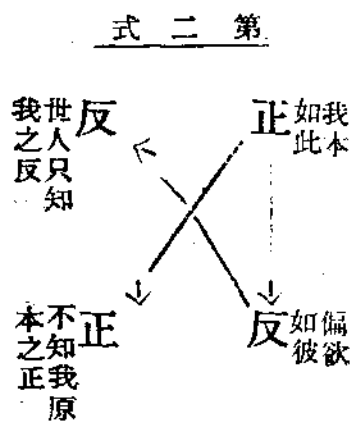 第二式
正
我本
如此
反
世人只知
我之反
反
偏欲
如彼
正
不知我原
本之正